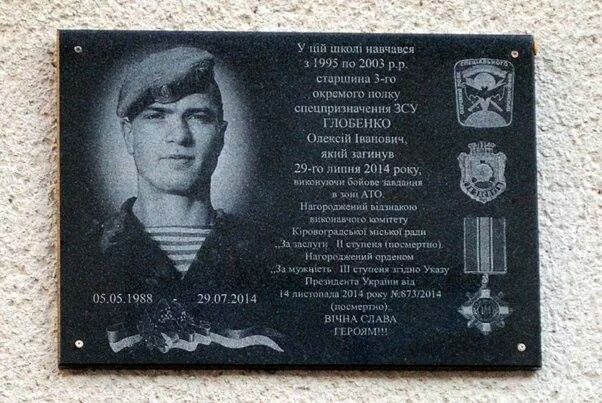 У цій школі навчався
з 1995 по 2003 р.р.
старшина 3-го
окремого полку
спецпризначення ЗСУ
ГЛОБЕНКО
Олексій Іванович,
який загинув
29-го липня 2014 року,
виконуючи бойове завдання
в зоні АТО.
Нагороджений відзнакою
виконавчого комітету
Кіровоградської міської ради
„За заслуги" ІІ ступеня (посмертно).
Нагороджений орденом
„За мужність" ІІІ ступеня згідно Указу
Президента України від
14 листопада 2014 року №873/2014
(посмертно).
ВІЧНА СЛАВА
ГЕРОЯМ!!!
05.05.1988 - 29.07.2014